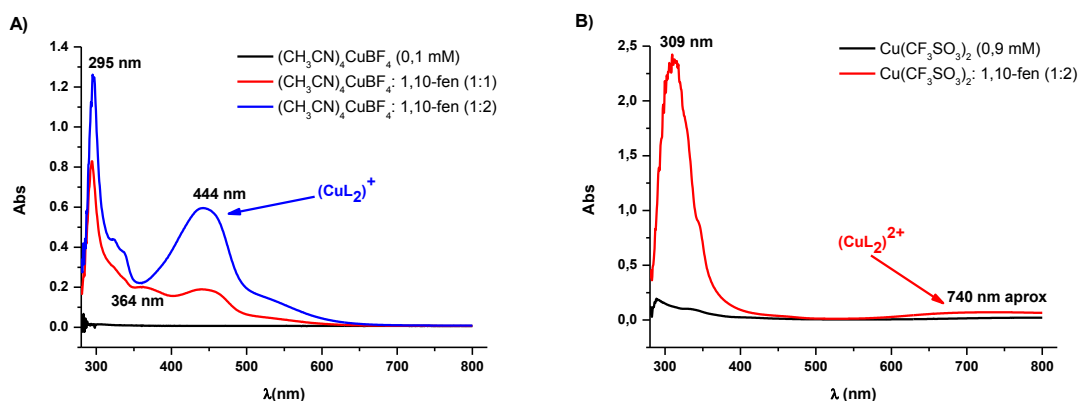 A)
295 nm
(CH₃CN)₄CuBF₄ (0,1 mM)
(CH₃CN)₄CuBF₄: 1,10-fen (1:1)
(CH₃CN)₄CuBF₄: 1,10-fen (1:2)
444 nm
(CuL₂)⁺
364 nm
Abs
1.4
1.2
1.0
0.8
0.6
0.4
0.2
0.0
300 400 500 600 700 800
λ(nm)
B)
309 nm
Cu(CF₃SO₃)₂ (0,9 mM)
Cu(CF₃SO₃)₂: 1,10-fen (1:2)
(CuL₂)²⁺
740 nm aprox
Abs
2,5
2,0
1,5
1,0
0,5
0,0
300 400 500 600 700 800
λ (nm)